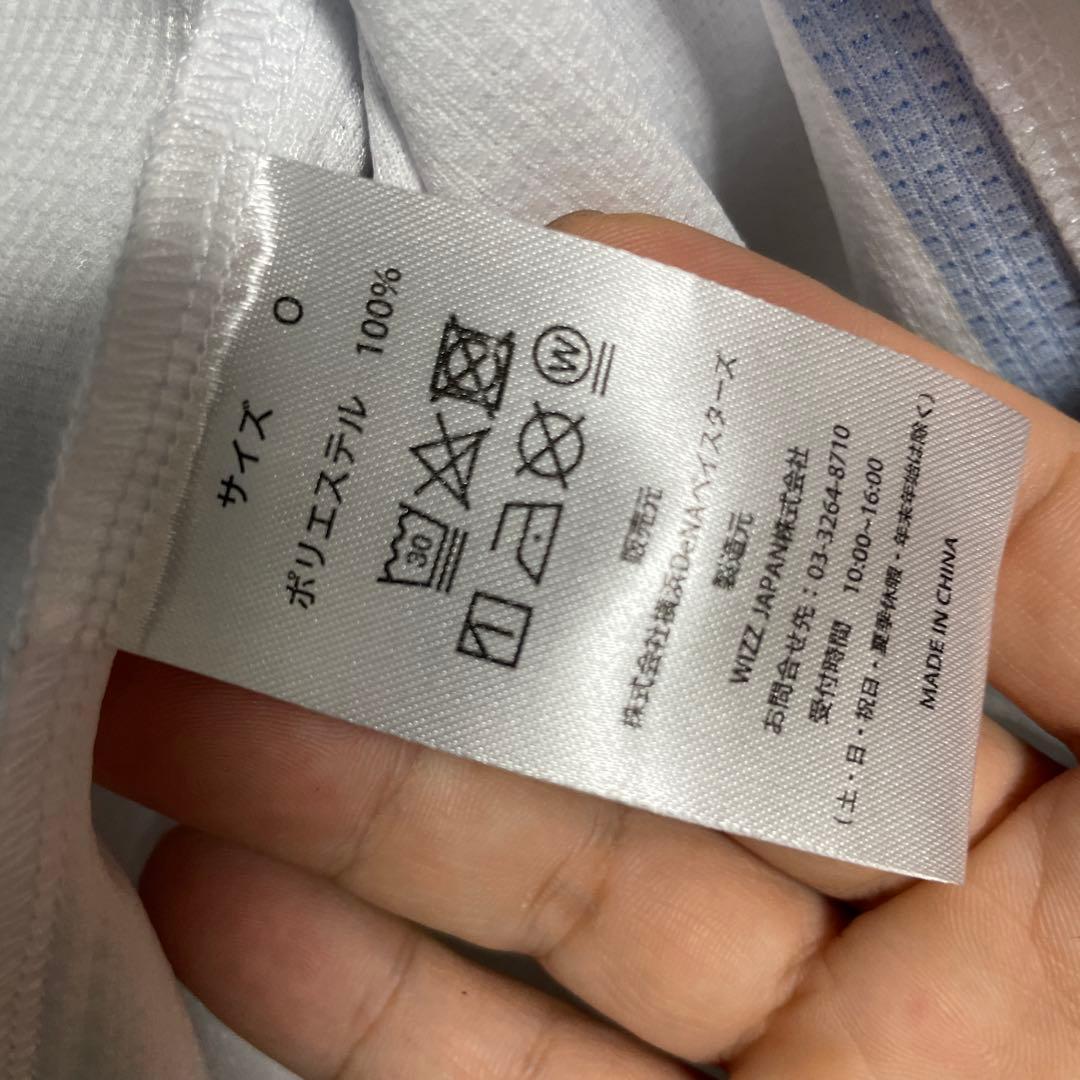 サイズ O
ポリエステル 100%
30
W
販売元
株式会社横浜DeNAベイスターズ
製造元
WIZZ JAPAN株式会社
お問合せ先：03-3264-8710
受付時間 10:00~16:00
（土・日・祝日・夏季休暇・年末年始は除く）
MADE IN CHINA